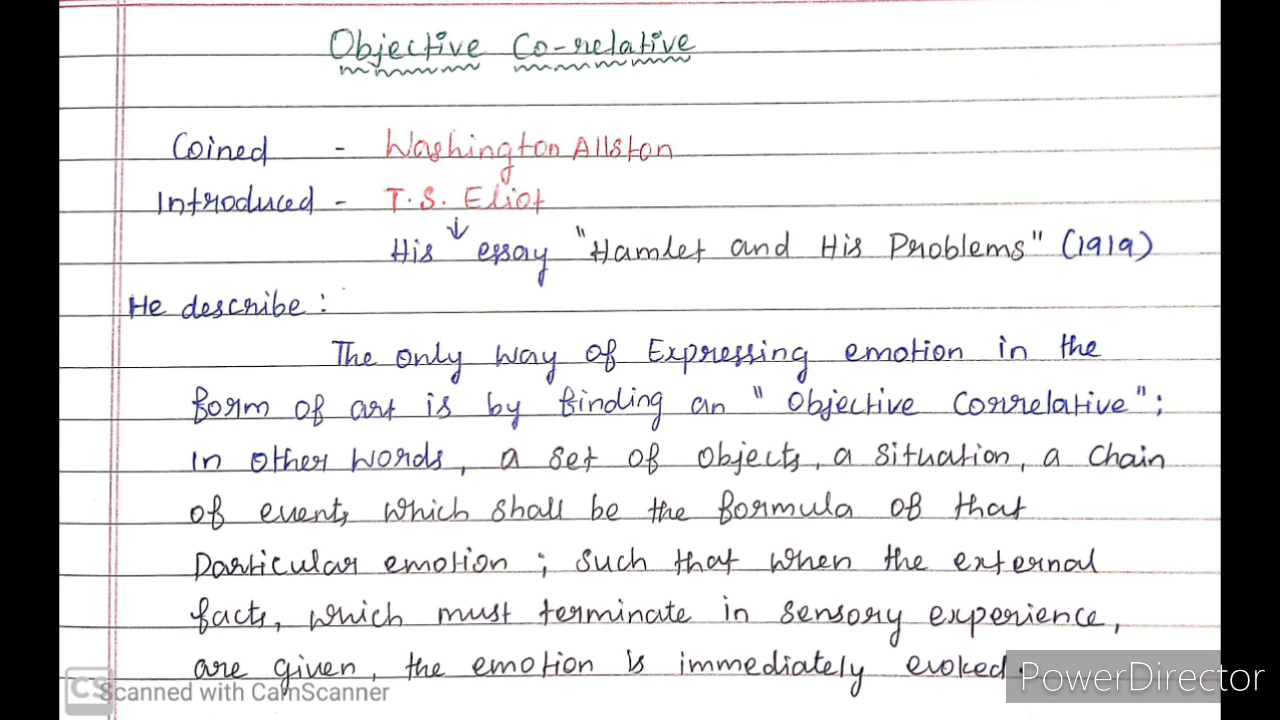 Objective Co-relative
Coined - Washington Allston
Introduced - T.S. Eliot
His essay "Hamlet and His Problems" (1919)
He describe :
The only way of Expressing emotion in the
form of art is by finding an "Objective Correlative";
in other words, a set of objects, a situation, a chain
of events, which shall be the formula of that
Particular emotion ; such that when the external
facts, which must terminate in sensory experience,
are given, the emotion is immediately evoked.
CS Scanned with CamScanner
PowerDirector